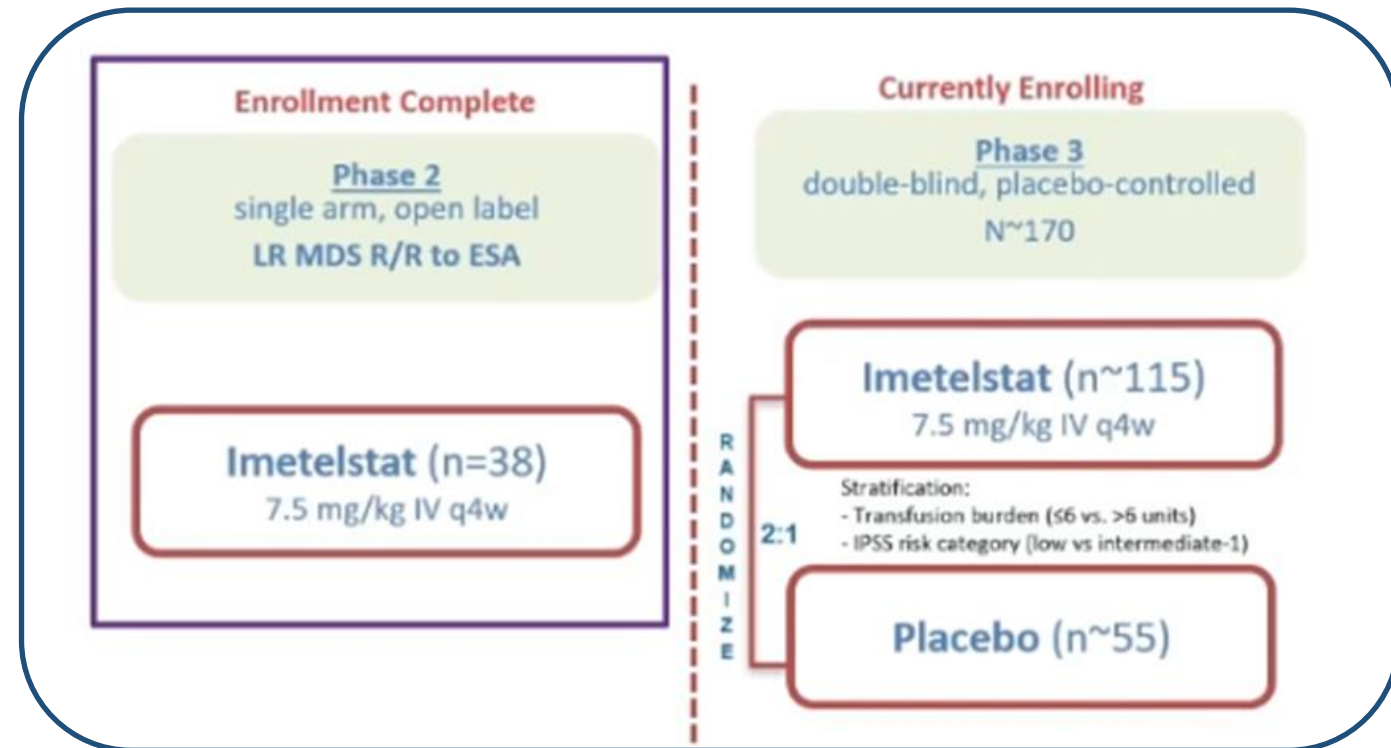 Enrollment Complete
Phase 2
single arm, open label
LR MDS R/R to ESA
Imetelstat (n=38)
7.5 mg/kg IV q4w
Currently Enrolling
Phase 3
double-blind, placebo-controlled
N~170
RANDOMIZE
2:1
Imetelstat (n~115)
7.5 mg/kg IV q4w
Stratification:
- Transfusion burden (≤6 vs. >6 units)
- IPSS risk category (low vs intermediate-1)
Placebo (n~55)